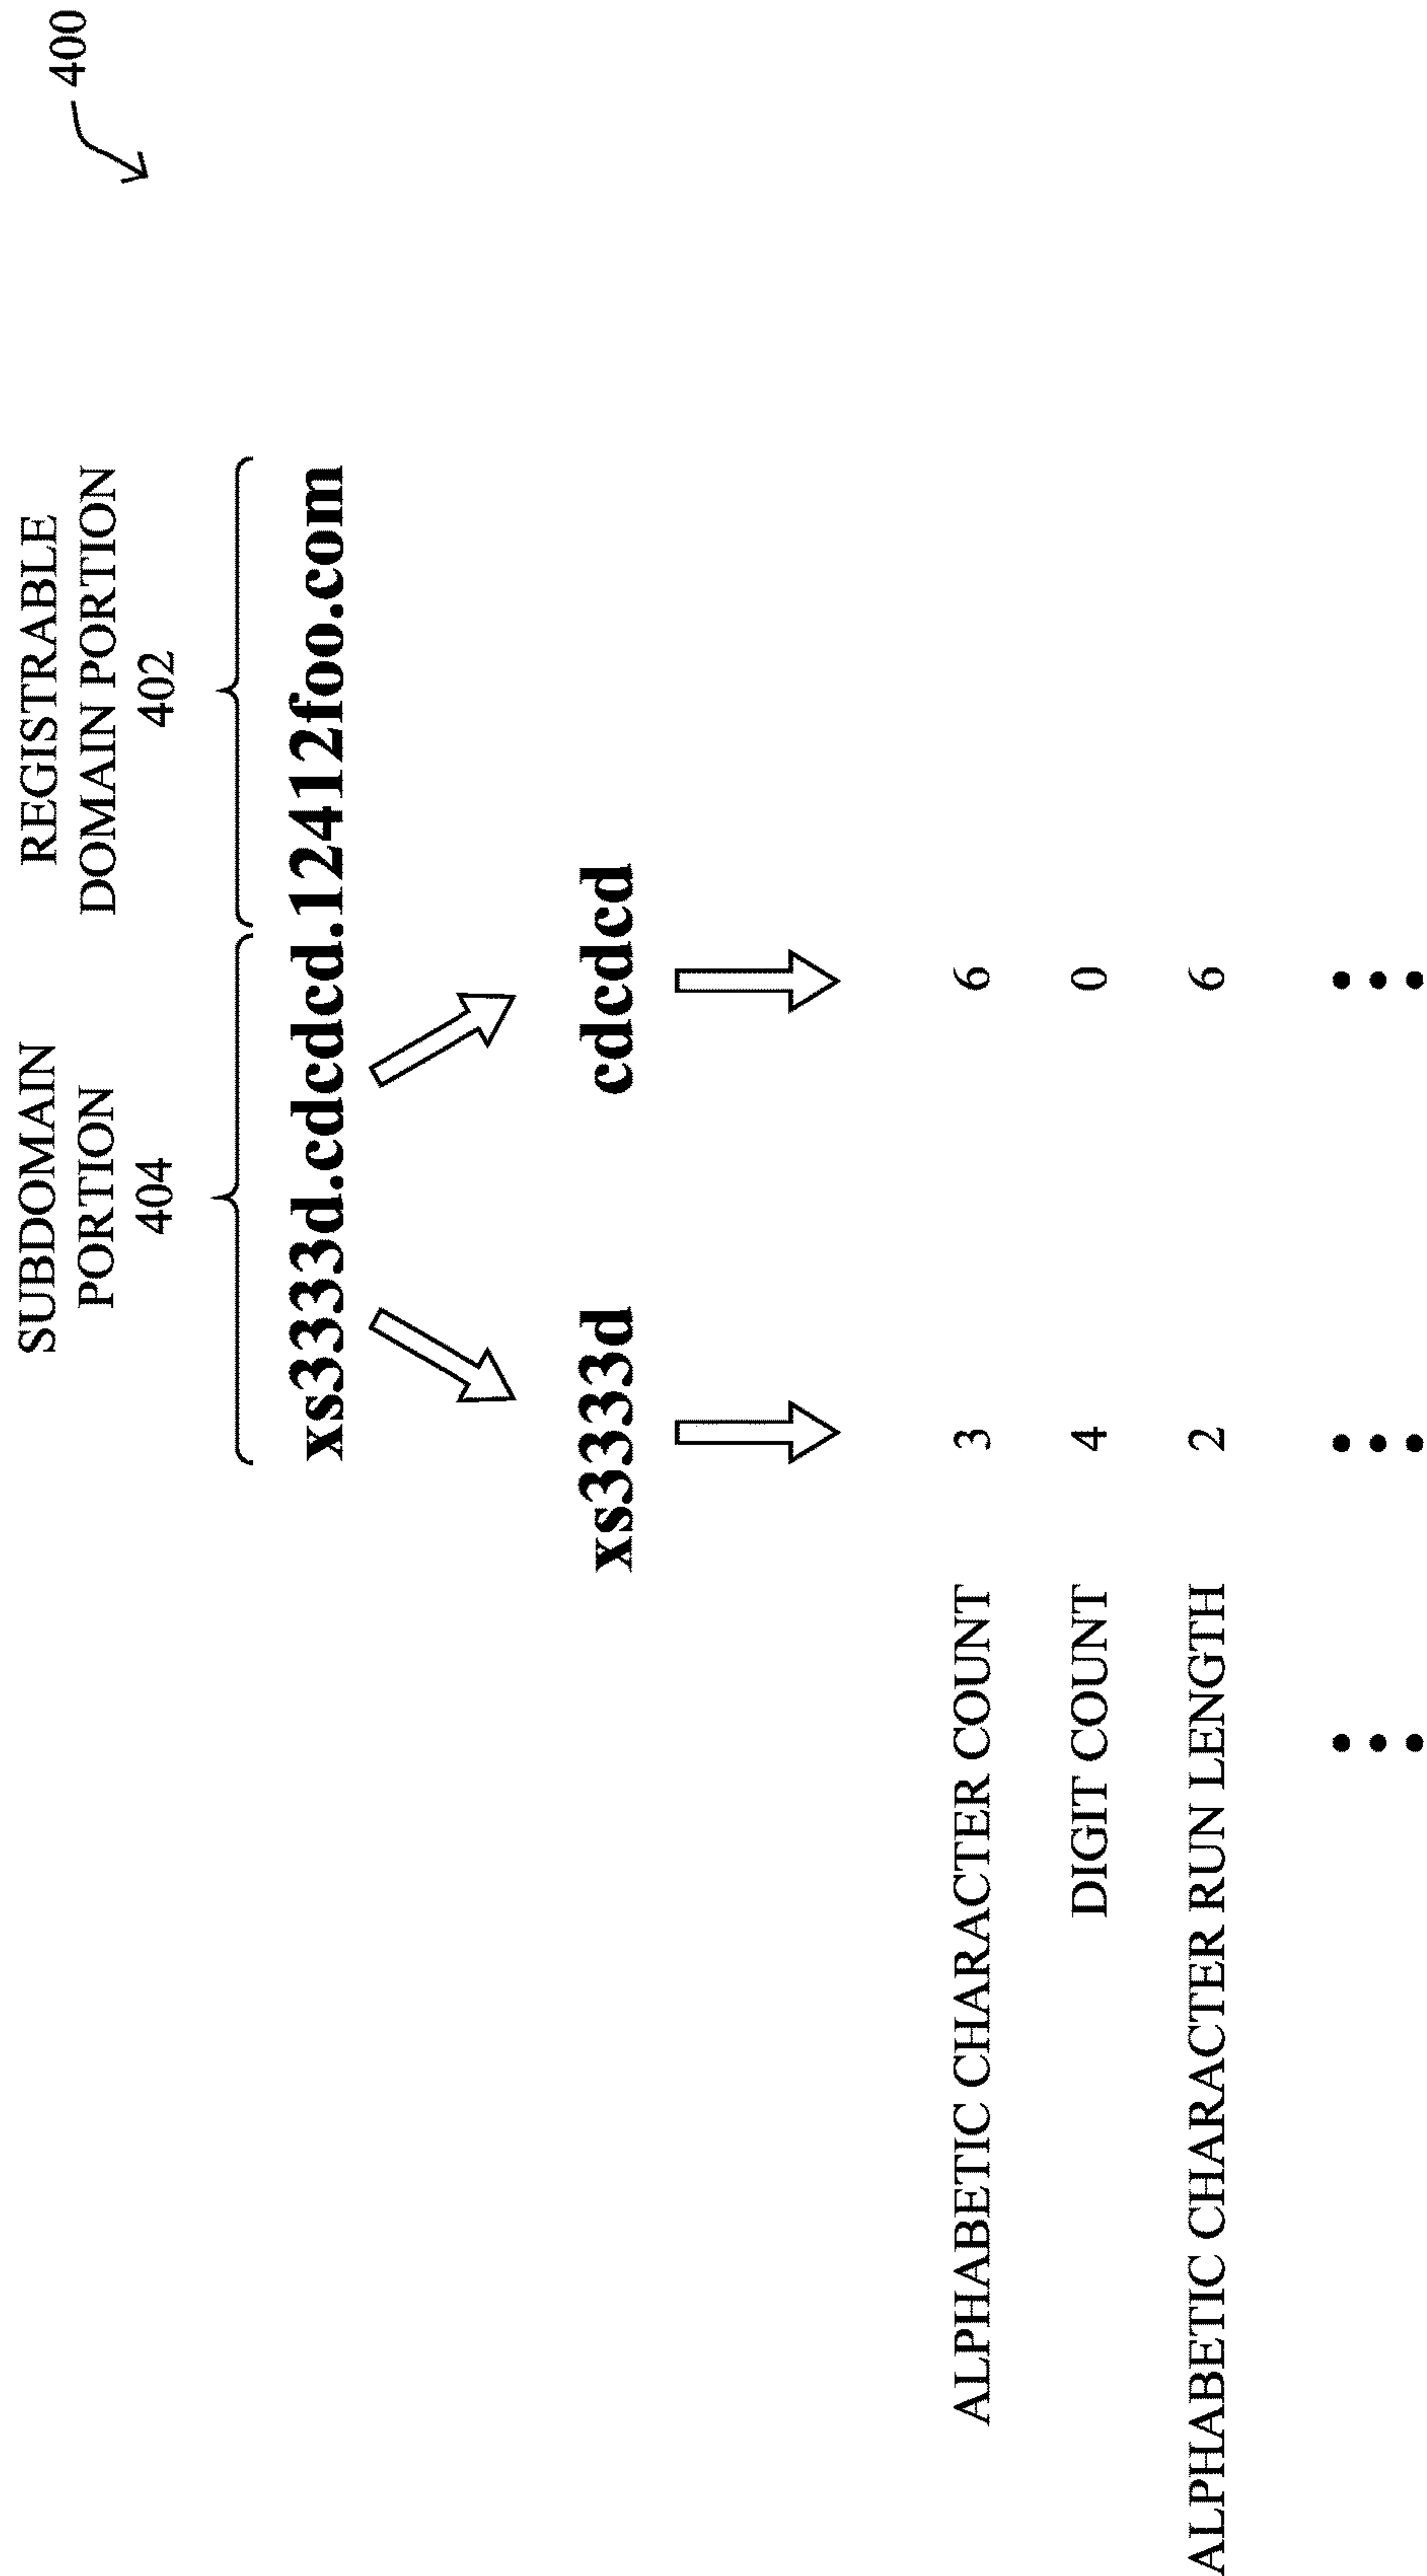 400
SUBDOMAIN
PORTION
404
REGISTRABLE
DOMAIN PORTION
402
xs3333d.cdcdcd.12412foo.com
xs3333d cdcdcd
ALPHABETIC CHARACTER COUNT 3 6
DIGIT COUNT 4 0
ALPHABETIC CHARACTER RUN LENGTH 2 6